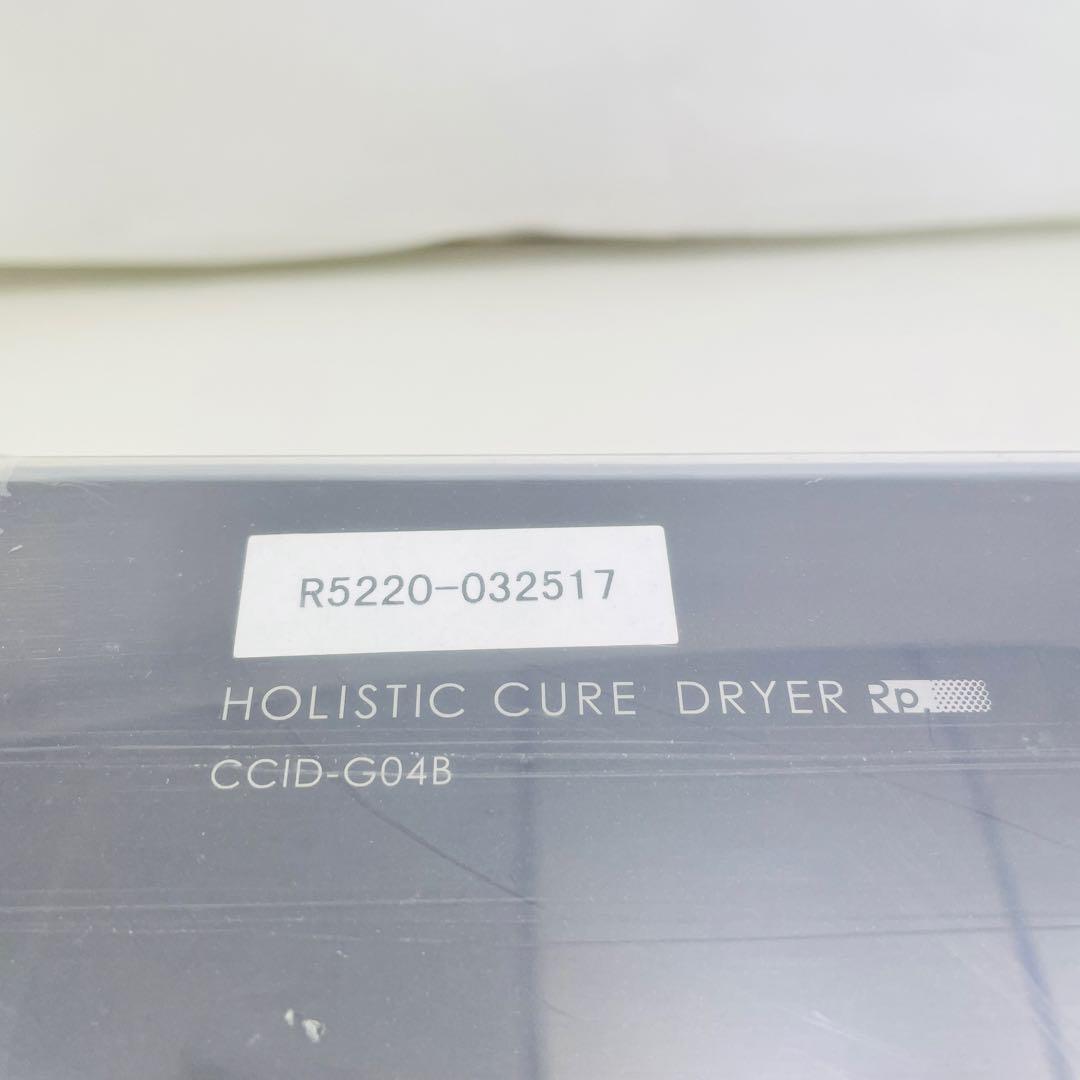 R5220-032517
HOLISTIC CURE DRYER Rp.
CCID-G04B